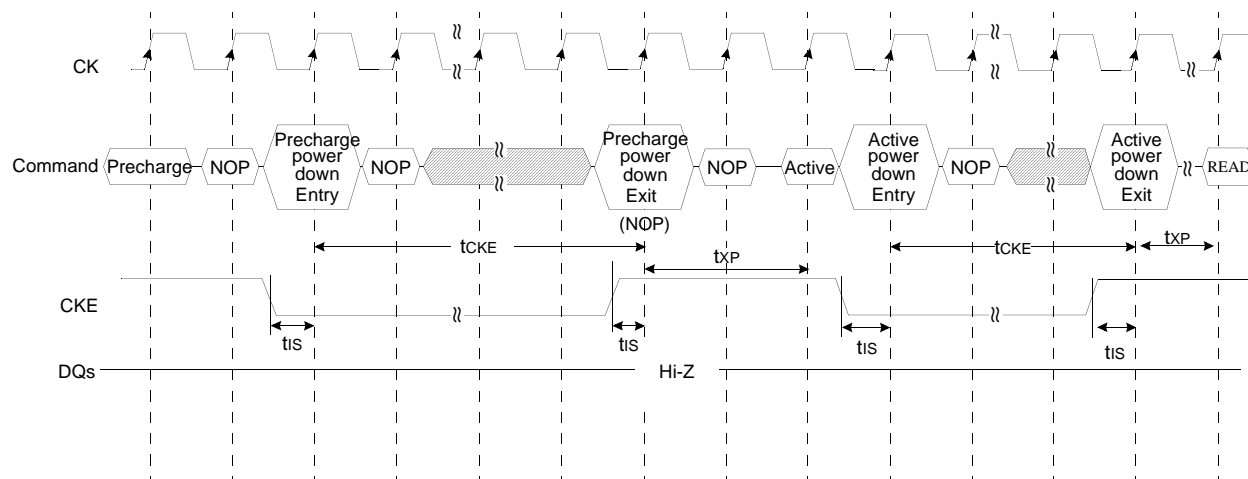 CK
Command
Precharge
NOP
Precharge
power
down
Entry
NOP
Precharge
power
down
Exit
(NOP)
NOP
Active
Active
power
down
Entry
NOP
Active
power
down
Exit
READ
tCKE
tXP
tCKE
tXP
CKE
tIS
tIS
tIS
tIS
DQs
Hi-Z